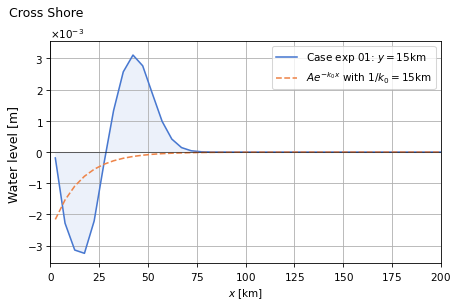 Cross Shore
×10⁻³
Case exp 01: y = 15km
Ae^{-k₀x} with 1/k₀ = 15km
3
2
1
0
−1
−2
−3
Water level [m]
0 25 50 75 100 125 150 175 200
x [km]